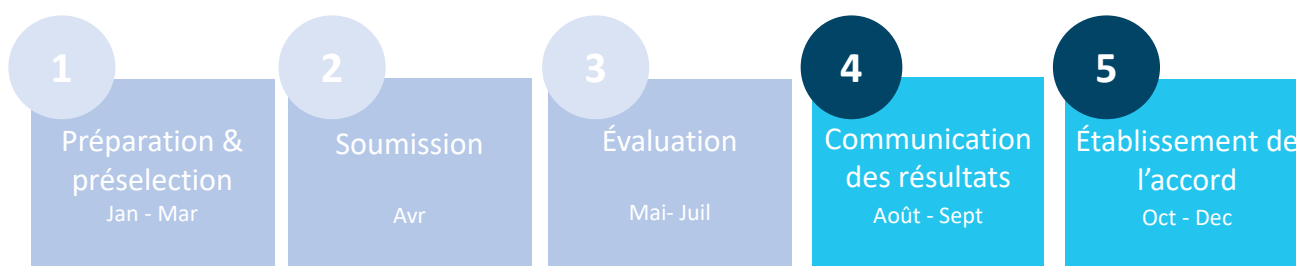 1
Préparation &
préselection
Jan - Mar
2
Soumission
Avr
3
Évaluation
Mai- Juil
4
Communication
des résultats
Août - Sept
5
Établissement de
l’accord
Oct - Dec